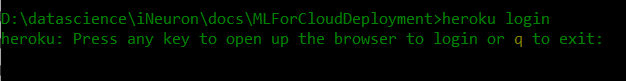 D:\datascience\iNeuron\docs\MLForCloudDeployment>heroku login
heroku: Press any key to open up the browser to login or q to exit: